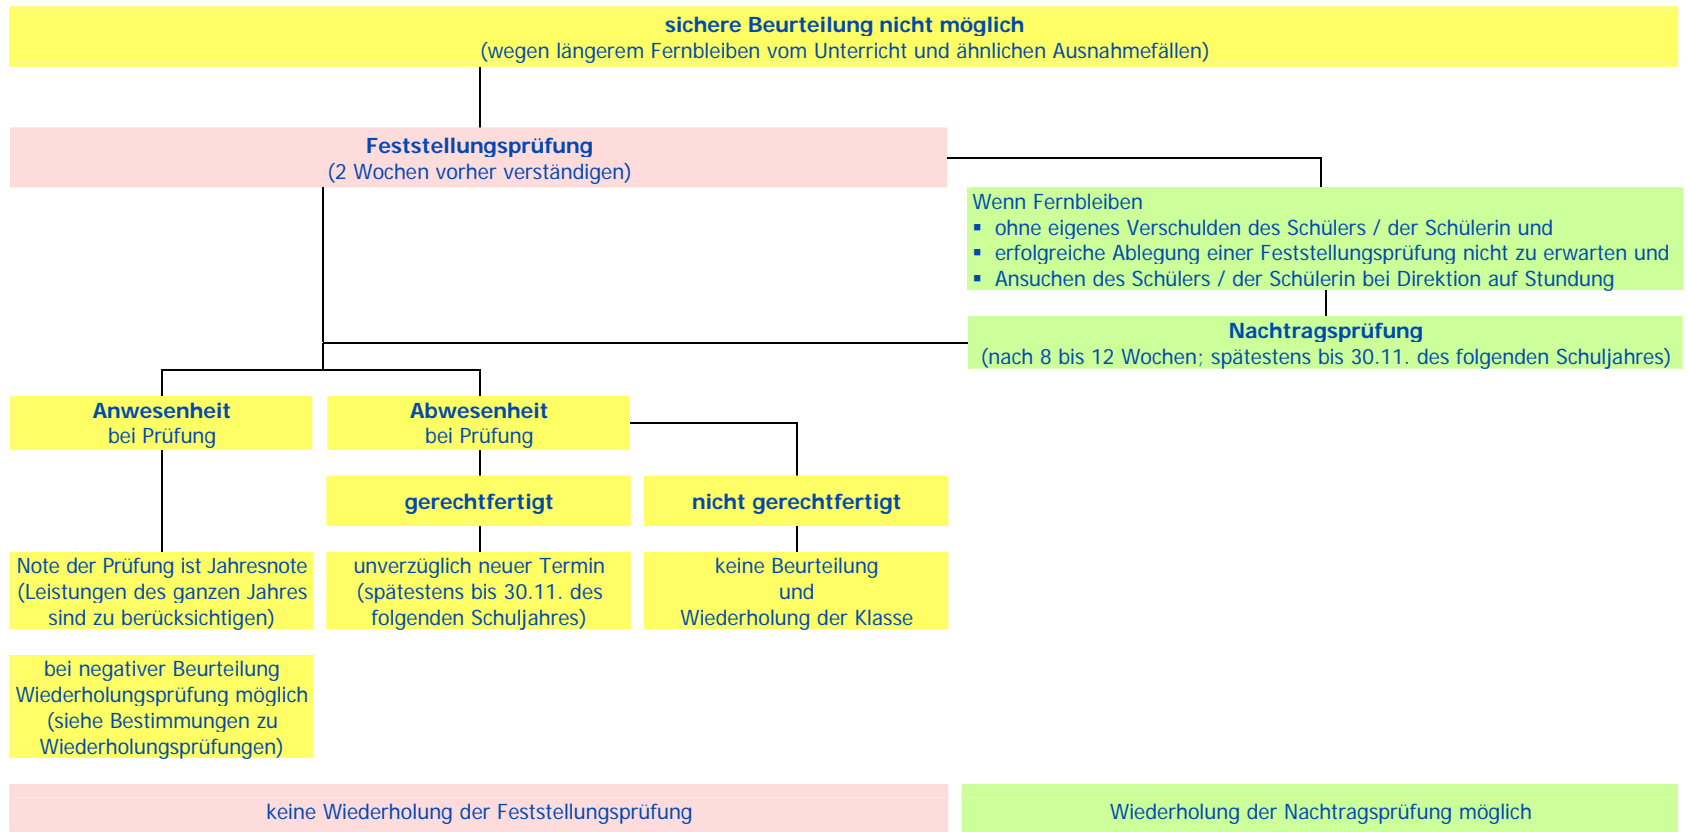 sichere Beurteilung nicht möglich
(wegen längerem Fernbleiben vom Unterricht und ähnlichen Ausnahmefällen)
Feststellungsprüfung
(2 Wochen vorher verständigen)
Wenn Fernbleiben
▪ ohne eigenes Verschulden des Schülers / der Schülerin und
▪ erfolgreiche Ablegung einer Feststellungsprüfung nicht zu erwarten und
▪ Ansuchen des Schülers / der Schülerin bei Direktion auf Stundung
Nachtragsprüfung
(nach 8 bis 12 Wochen; spätestens bis 30.11. des folgenden Schuljahres)
Anwesenheit
bei Prüfung
Abwesenheit
bei Prüfung
gerechtfertigt
nicht gerechtfertigt
Note der Prüfung ist Jahresnote
(Leistungen des ganzen Jahres
sind zu berücksichtigen)
unverzüglich neuer Termin
(spätestens bis 30.11. des
folgenden Schuljahres)
keine Beurteilung
und
Wiederholung der Klasse
bei negativer Beurteilung
Wiederholungsprüfung möglich
(siehe Bestimmungen zu
Wiederholungsprüfungen)
keine Wiederholung der Feststellungsprüfung
Wiederholung der Nachtragsprüfung möglich